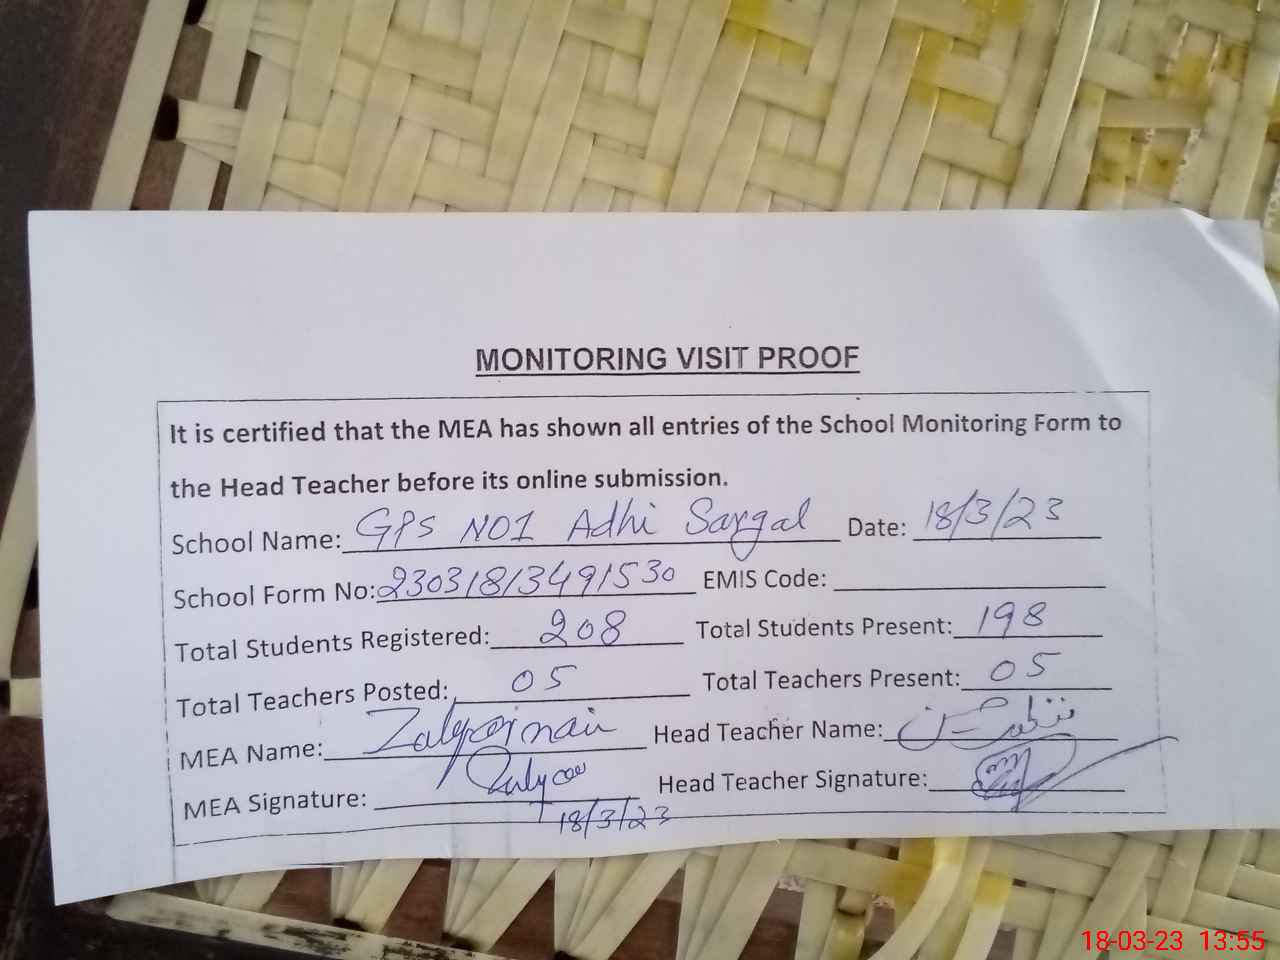 MONITORING VISIT PROOF
It is certified that the MEA has shown all entries of the School Monitoring Form to
the Head Teacher before its online submission.
School Name: GPS NO1 Adhi Sargal Date: 18/3/23
School Form No: 230318/3491530 EMIS Code:
Total Students Registered: 208 Total Students Present: 198
Total Teachers Posted: 05 Total Teachers Present: 05
MEA Name: Head Teacher Name:
MEA Signature: Head Teacher Signature:
18/3/23
18-03-23 13:55